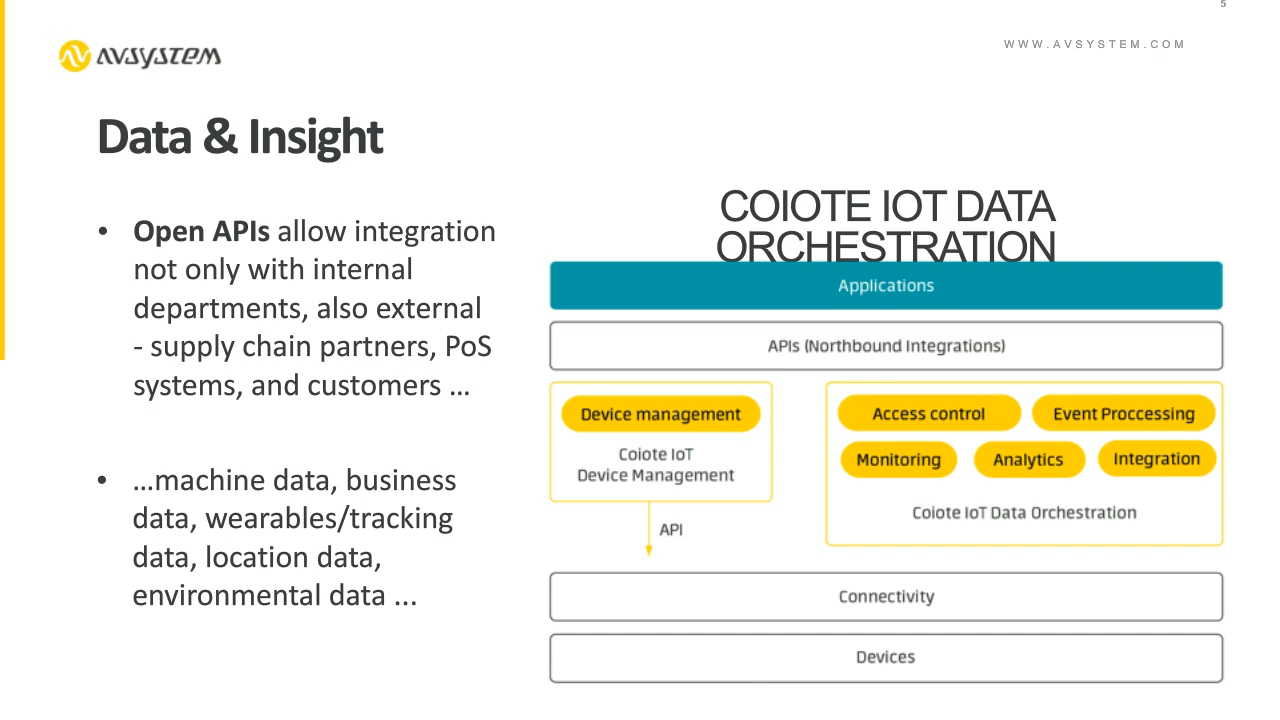 5
AVSYSTEM
WWW.AVSYSTEM.COM
Data & Insight
• Open APIs allow integration
not only with internal
departments, also external
- supply chain partners, PoS
systems, and customers …
• …machine data, business
data, wearables/tracking
data, location data,
environmental data ...
COIOTE IOT DATA
ORCHESTRATION
Applications
APIs (Northbound Integrations)
Device management
Coiote IoT
Device Management
API
Access control
Event Proccessing
Monitoring
Analytics
Integration
Coiote IoT Data Orchestration
Connectivity
Devices